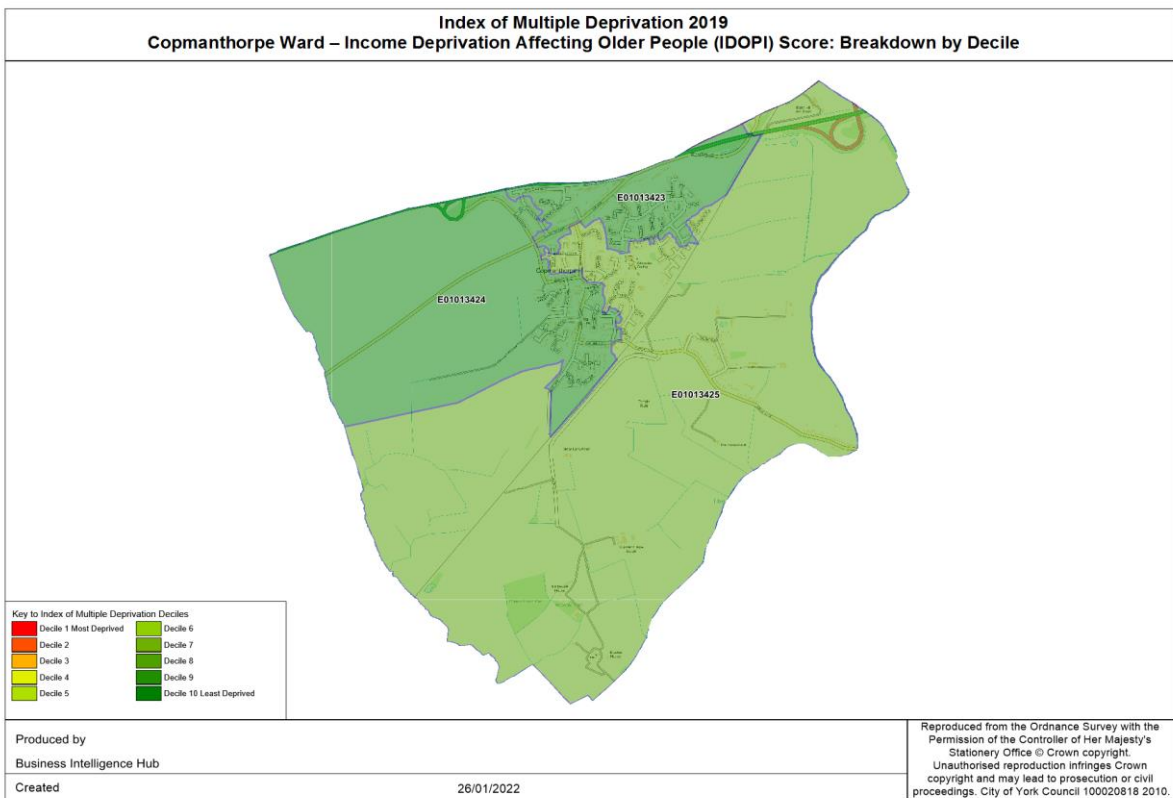 Index of Multiple Deprivation 2019
Copmanthorpe Ward – Income Deprivation Affecting Older People (IDOPI) Score: Breakdown by Decile
E01013423
E01013424
E01013425
Key to Index of Multiple Deprivation Deciles
Decile 1 Most Deprived
Decile 2
Decile 3
Decile 4
Decile 5
Decile 6
Decile 7
Decile 8
Decile 9
Decile 10 Least Deprived
Produced by
Business Intelligence Hub
Created 26/01/2022
Reproduced from the Ordnance Survey with the
Permission of the Controller of Her Majesty's
Stationery Office © Crown copyright.
Unauthorised reproduction infringes Crown
copyright and may lead to prosecution or civil
proceedings. City of York Council 100020818 2010.